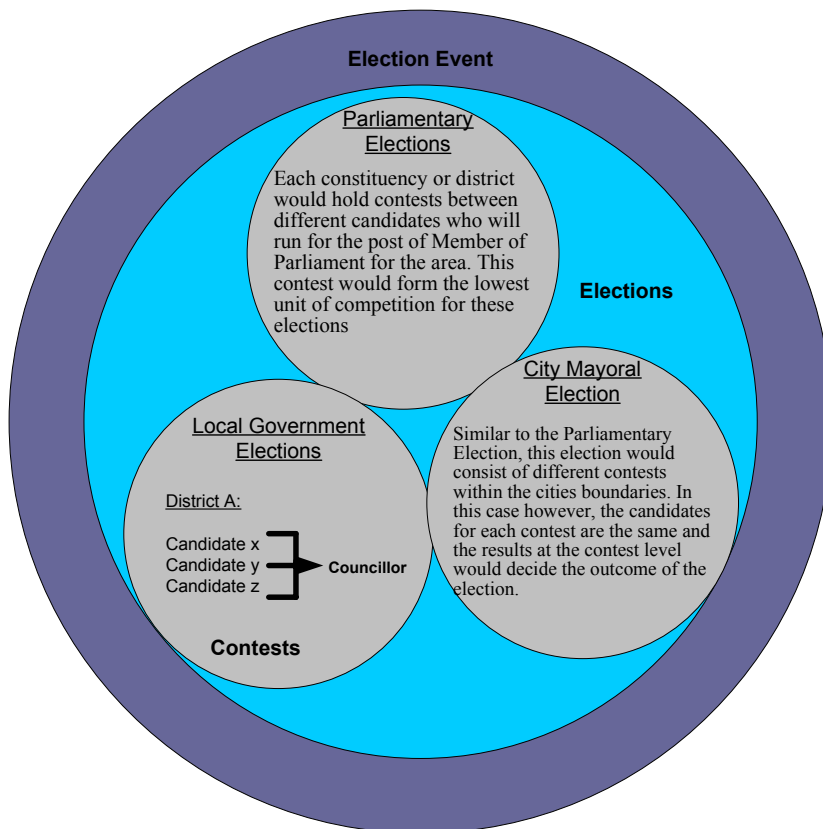 Election Event
Parliamentary
Elections
Each constituency or district
would hold contests between
different candidates who will
run for the post of Member of
Parliament for the area. This
contest would form the lowest
unit of competition for these
elections
Elections
City Mayoral
Election
Similar to the Parliamentary
Election, this election would
consist of different contests
within the cities boundaries. In
this case however, the candidates
for each contest are the same and
the results at the contest level
would decide the outcome of the
election.
Local Government
Elections
District A:
Candidate x
Candidate y
Candidate z
Councillor
Contests